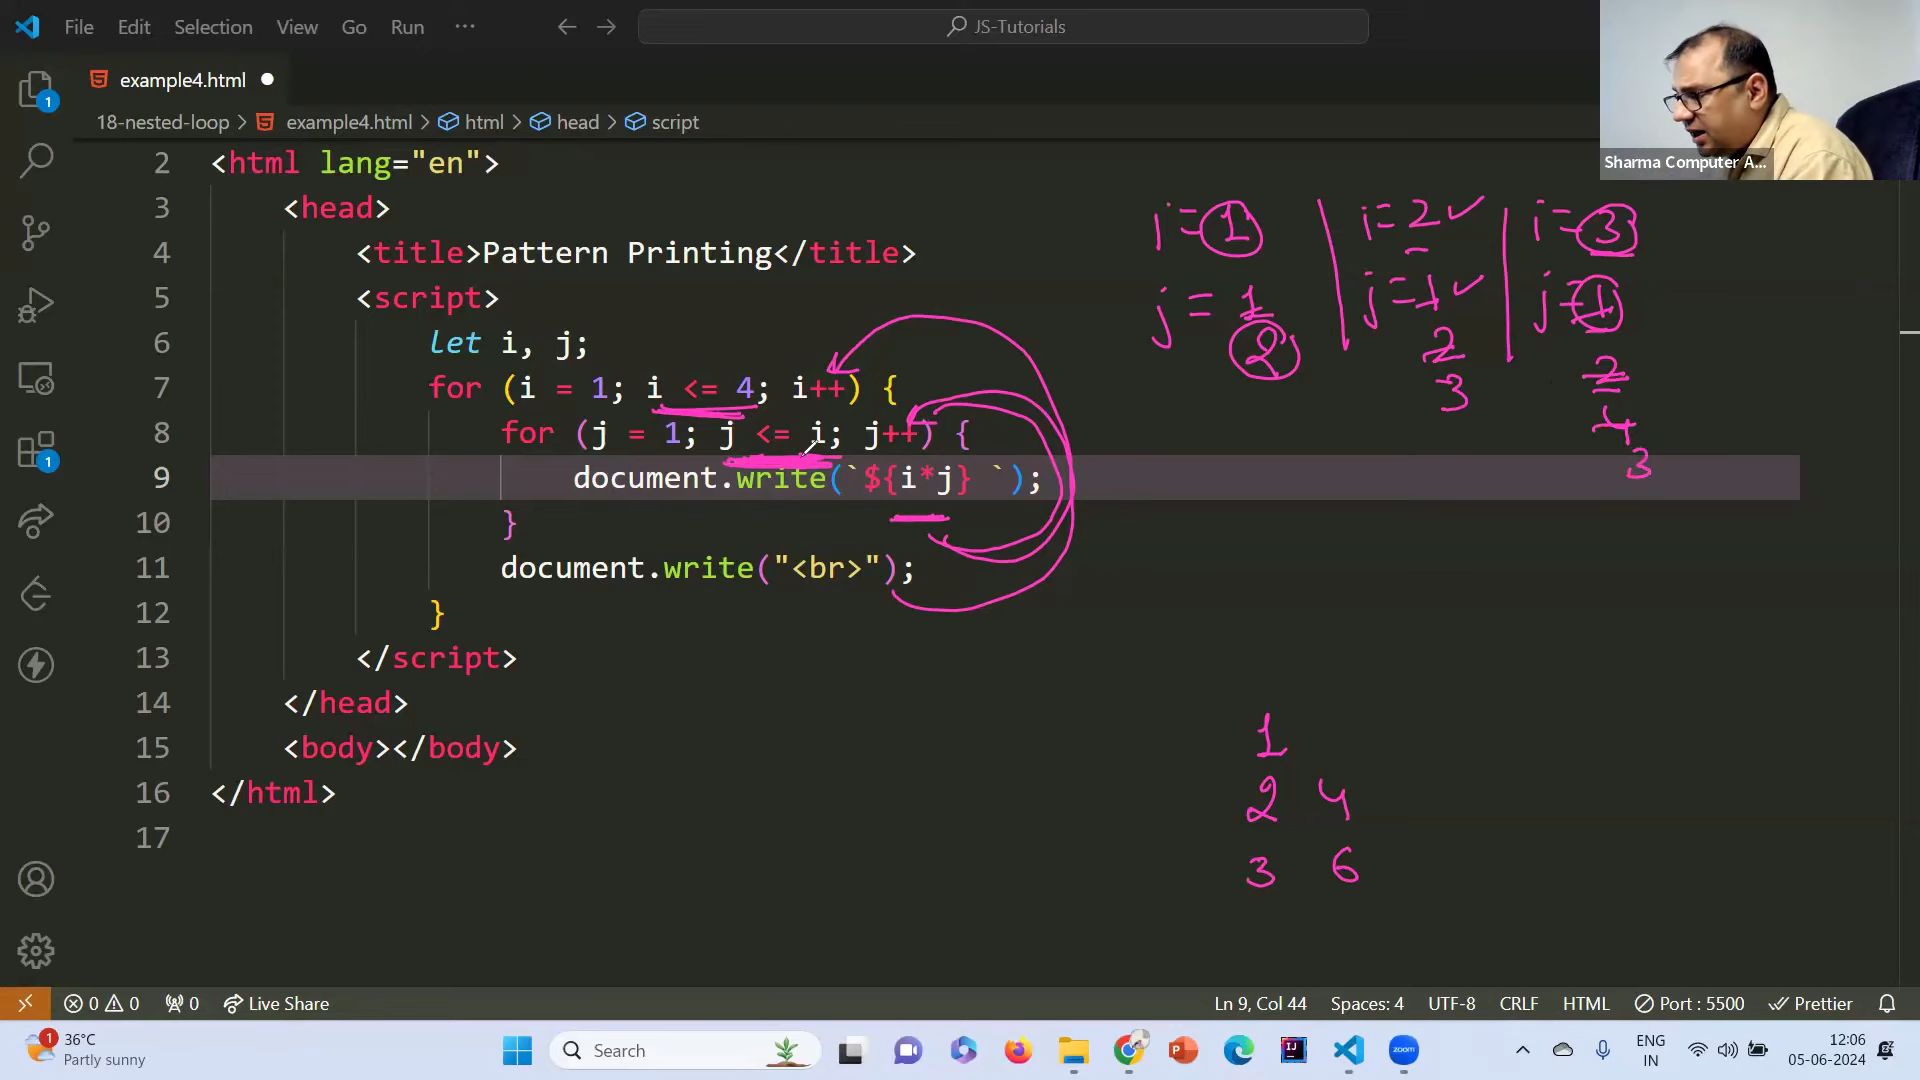 File Edit Selection View Go Run ··· JS-Tutorials
example4.html
18-nested-loop > example4.html > html > head > script
2 <html lang="en">
3 <head>
4 <title>Pattern Printing</title>
5 <script>
6 let i, j;
7 for (i = 1; i <= 4; i++) {
8 for (j = 1; j <= i; j++) {
9 document.write(`${i*j} `);
10 }
11 document.write("<br>");
12 }
13 </script>
14 </head>
15 <body></body>
16 </html>
17
Sharma Computer A...
i=1 i=2 i=3
j=1 j=1 j=1
2 2 2
3 4
3
1
2 4
3 6
1
1
0 0 0 Live Share Ln 9, Col 44 Spaces: 4 UTF-8 CRLF HTML Port : 5500 Prettier
1 36°C
Partly sunny
Search
zoom
ENG
IN
12:06
05-06-2024